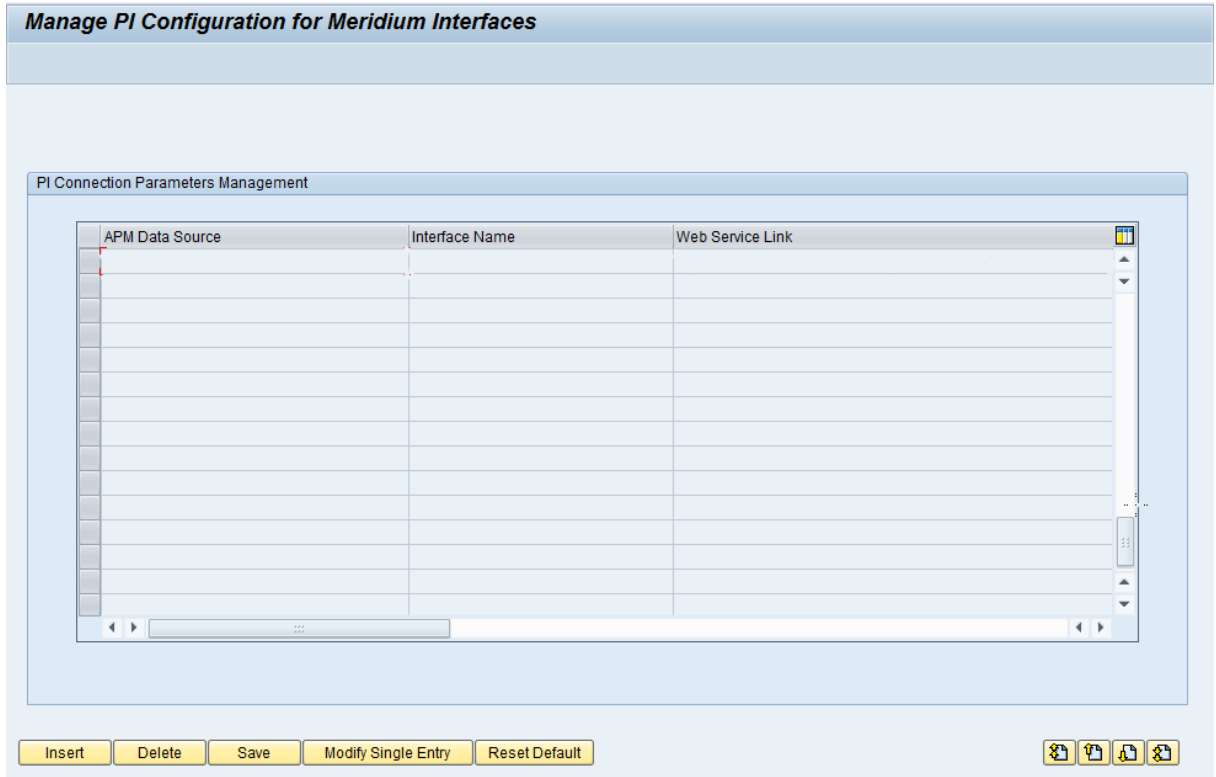 Manage PI Configuration for Meridium Interfaces
PI Connection Parameters Management
APM Data Source Interface Name Web Service Link
Insert Delete Save Modify Single Entry Reset Default